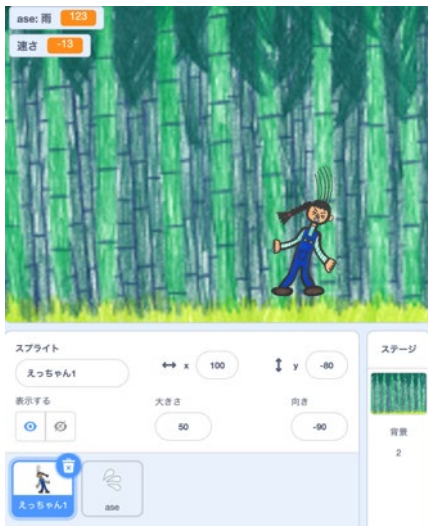 ase: 雨 123
速さ -13
スプライト
えっちゃん1
x 100
y -80
ステージ
表示する
大きさ
50
向き
-90
背景
2
えっちゃん1
ase